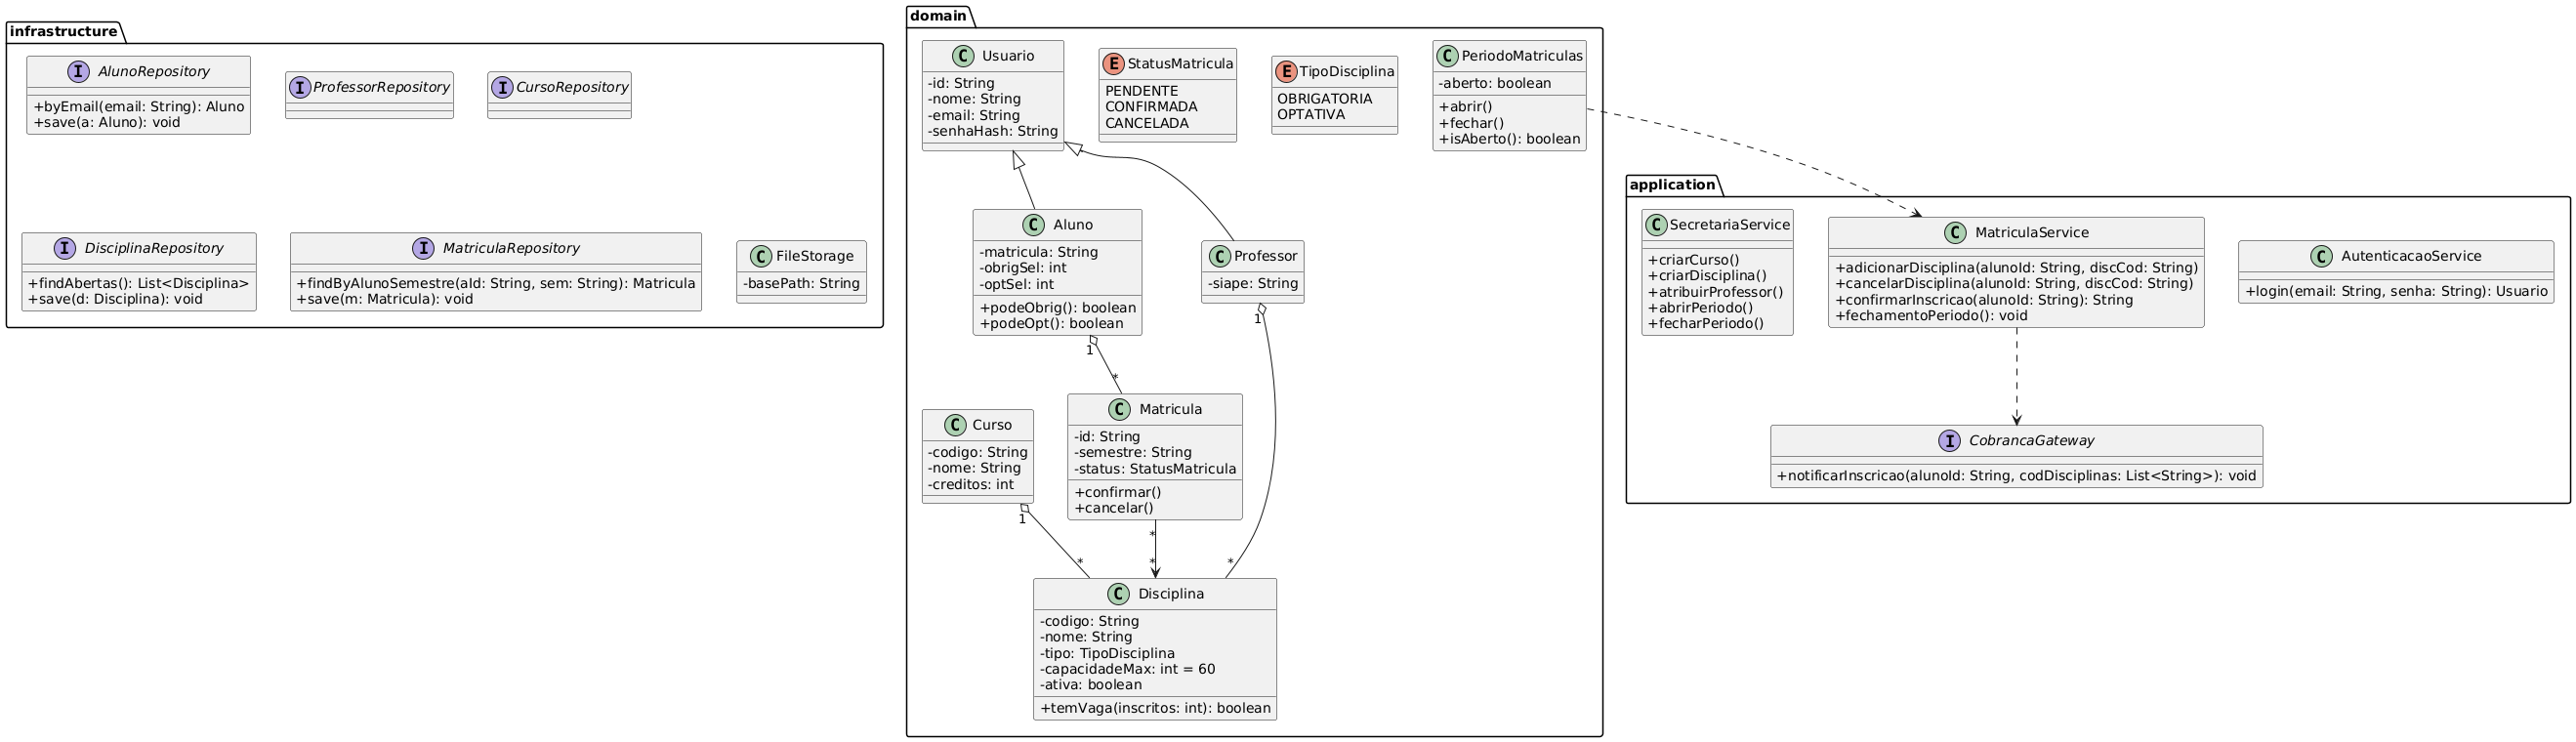 infrastructure
I AlunoRepository
+byEmail(email: String): Aluno
+save(a: Aluno): void
I ProfessorRepository
I CursoRepository
I DisciplinaRepository
+findAbertas(): List<Disciplina>
+save(d: Disciplina): void
I MatriculaRepository
+findByAlunoSemestre(aId: String, sem: String): Matricula
+save(m: Matricula): void
C FileStorage
-basePath: String
domain
C Usuario
-id: String
-nome: String
-email: String
-senhaHash: String
E StatusMatricula
PENDENTE
CONFIRMADA
CANCELADA
E TipoDisciplina
OBRIGATORIA
OPTATIVA
C PeriodoMatriculas
-aberto: boolean
+abrir()
+fechar()
+isAberto(): boolean
C Aluno
-matricula: String
-obrigSel: int
-optSel: int
+podeObrig(): boolean
+podeOpt(): boolean
C Professor
-siape: String
1
1
*
C Curso
-codigo: String
-nome: String
-creditos: int
C Matricula
-id: String
-semestre: String
-status: StatusMatricula
+confirmar()
+cancelar()
1
*
*
*
*
C Disciplina
-codigo: String
-nome: String
-tipo: TipoDisciplina
-capacidadeMax: int = 60
-ativa: boolean
+temVaga(inscritos: int): boolean
application
C SecretariaService
+criarCurso()
+criarDisciplina()
+atribuirProfessor()
+abrirPeriodo()
+fecharPeriodo()
C MatriculaService
+adicionarDisciplina(alunoId: String, discCod: String)
+cancelarDisciplina(alunoId: String, discCod: String)
+confirmarInscricao(alunoId: String): String
+fechamentoPeriodo(): void
C AutenticacaoService
+login(email: String, senha: String): Usuario
I CobrancaGateway
+notificarInscricao(alunoId: String, codDisciplinas: List<String>): void